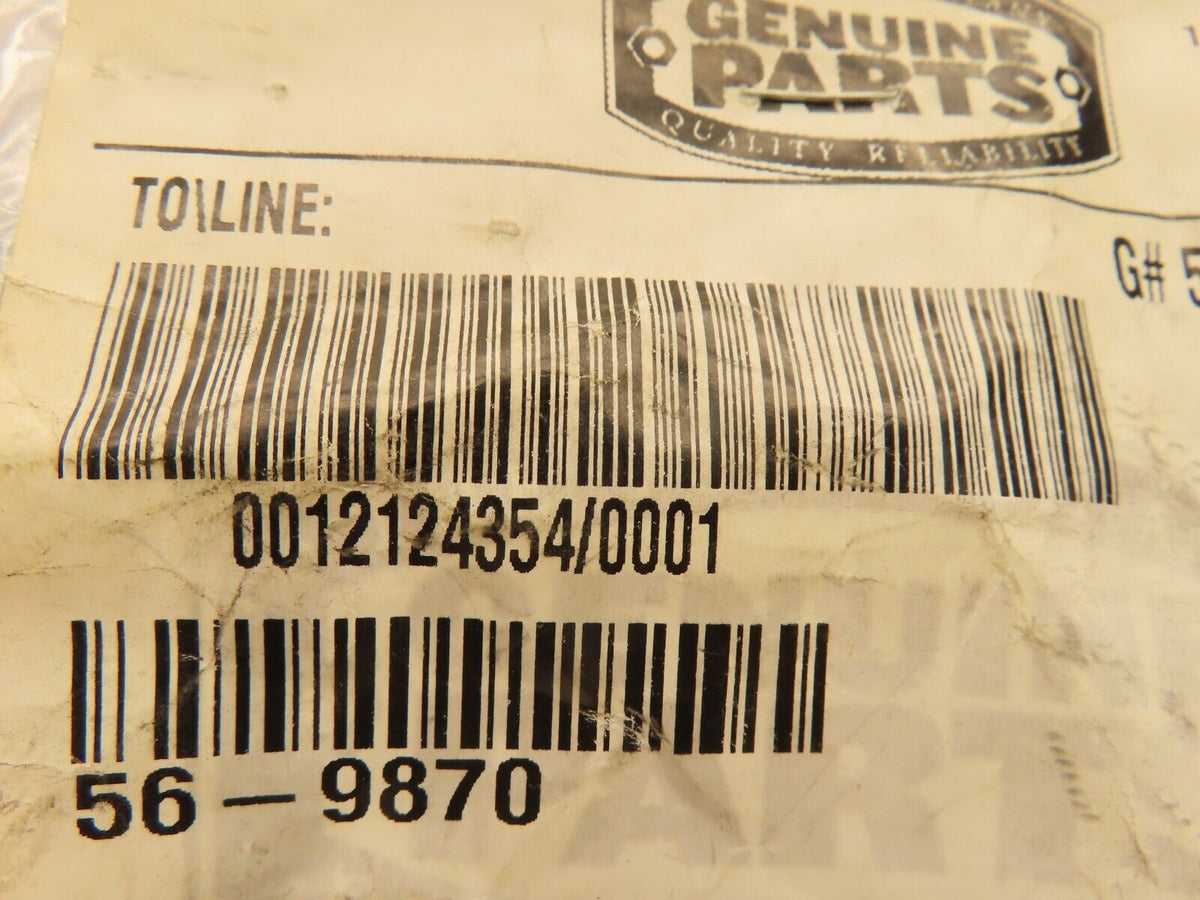 GENUINE
PARTS
QUALITY RELIABILITY
TO\LINE:
G# 5
0012124354/0001
56-9870